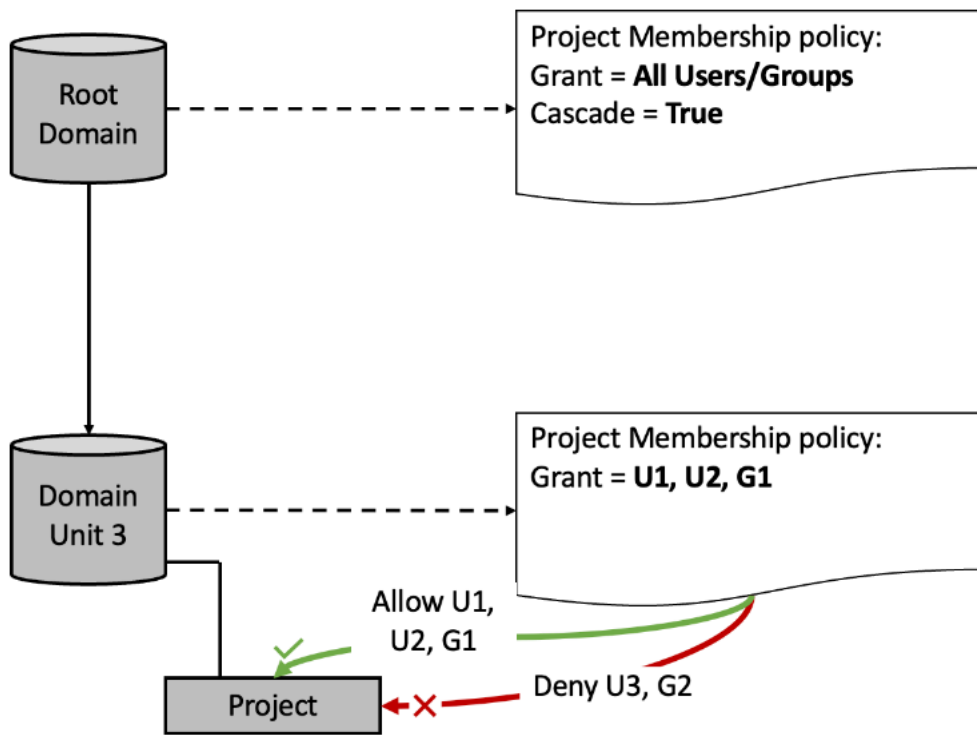 Root
Domain
Project Membership policy:
Grant = All Users/Groups
Cascade = True
Domain
Unit 3
Project Membership policy:
Grant = U1, U2, G1
Allow U1,
U2, G1
Deny U3, G2
Project